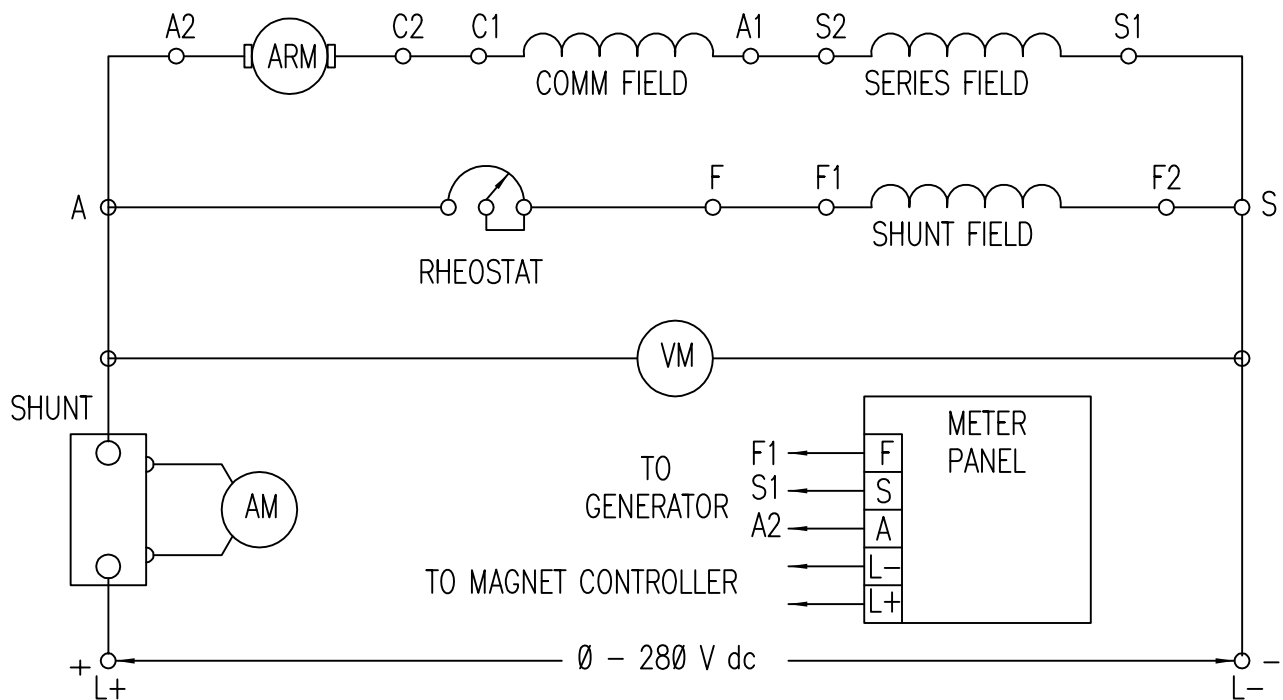 A2 C2 C1 A1 S2 S1
ARM
COMM FIELD SERIES FIELD
A F F1 F2 S
SHUNT FIELD
RHEOSTAT
VM
SHUNT
METER
PANEL
AM
TO
GENERATOR
F1 F
S1 S
A2 A
TO MAGNET CONTROLLER
L-
L+
+ Ø - 28Ø V dc -
L+ L-